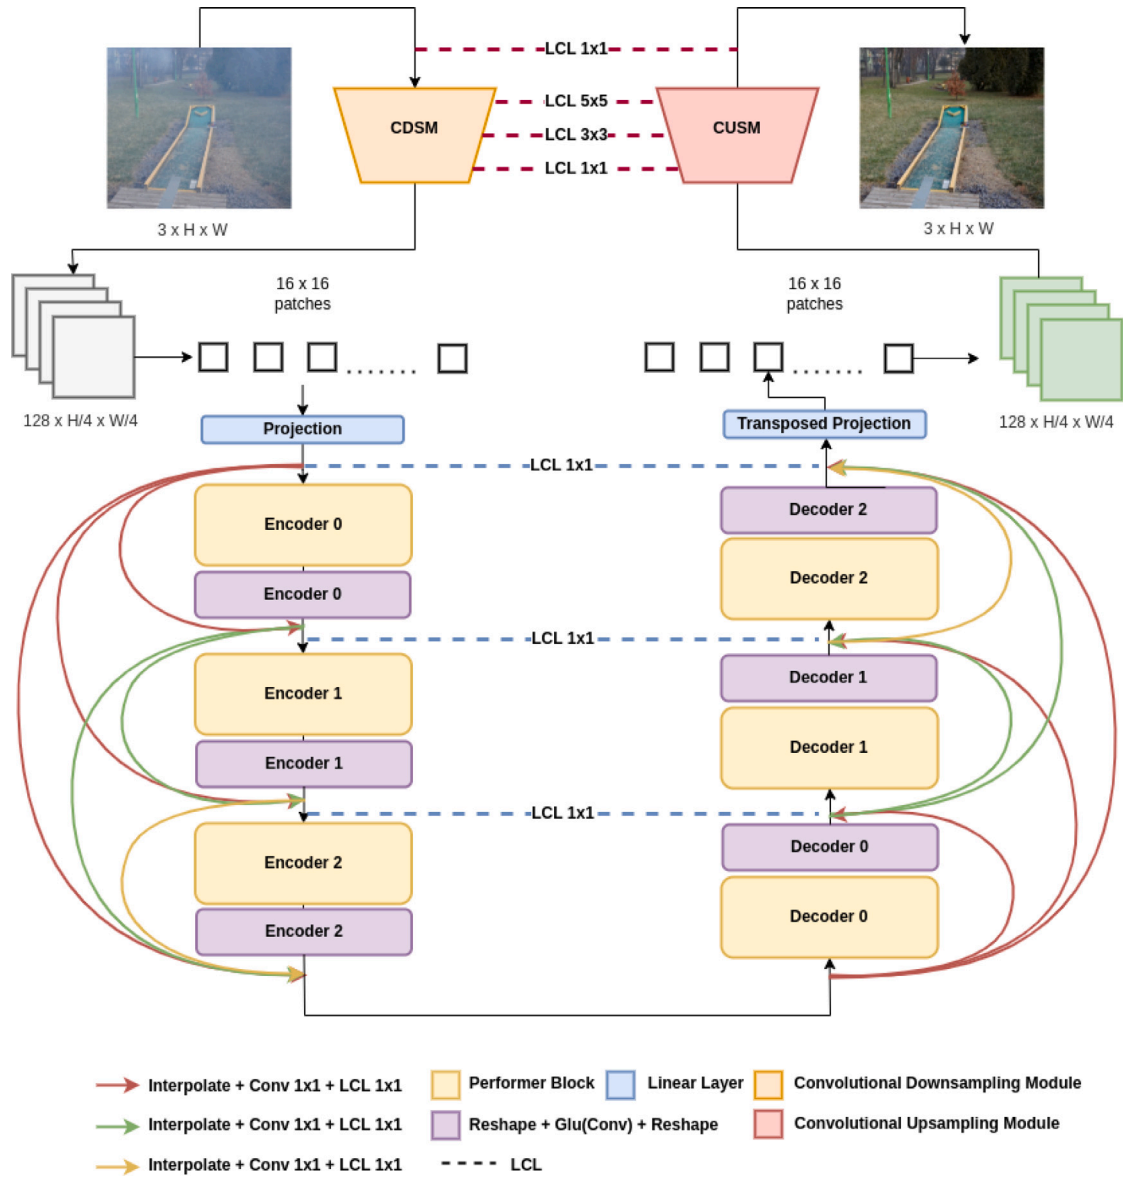 LCL 1x1
LCL 5x5
CDSM
CUSM
LCL 3x3
LCL 1x1
3 x H x W
3 x H x W
16 x 16
patches
16 x 16
patches
.......
.......
128 x H/4 x W/4
128 x H/4 x W/4
Projection
Transposed Projection
LCL 1x1
Encoder 0
Decoder 2
Decoder 2
Encoder 0
LCL 1x1
Encoder 1
Decoder 1
Decoder 1
Encoder 1
LCL 1x1
Encoder 2
Decoder 0
Decoder 0
Encoder 2
Interpolate + Conv 1x1 + LCL 1x1
Performer Block
Linear Layer
Convolutional Downsampling Module
Interpolate + Conv 1x1 + LCL 1x1
Reshape + Glu(Conv) + Reshape
Convolutional Upsampling Module
Interpolate + Conv 1x1 + LCL 1x1
LCL